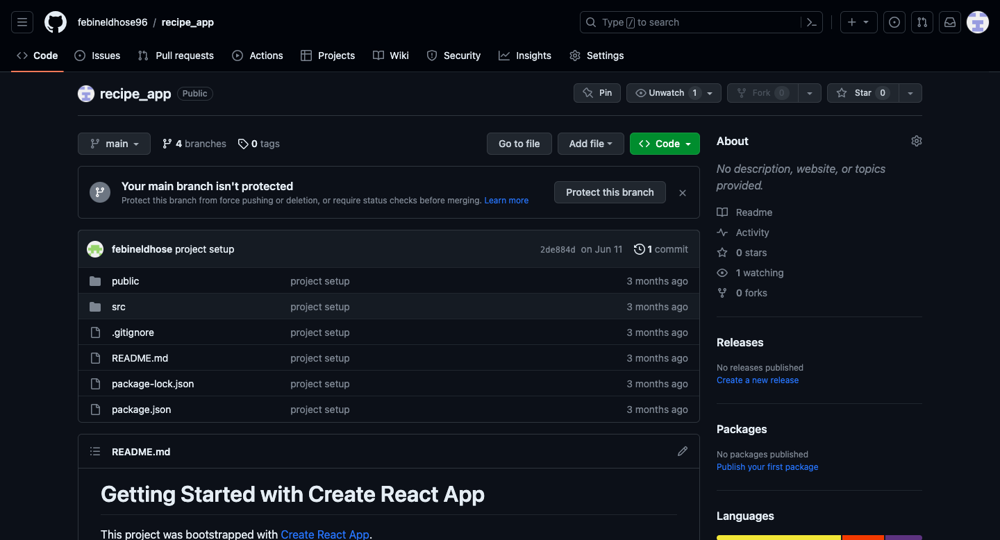 febineldhose96 / recipe_app
Type / to search
Code
Issues
Pull requests
Actions
Projects
Wiki
Security
Insights
Settings
recipe_app Public
Pin
Unwatch 1
Fork 0
Star 0
main
4 branches
0 tags
Go to file
Add file
Code
Your main branch isn't protected
Protect this branch from force pushing or deletion, or require status checks before merging. Learn more
Protect this branch
febineldhose project setup
2de884d on Jun 11
1 commit
public project setup 3 months ago
src project setup 3 months ago
.gitignore project setup 3 months ago
README.md project setup 3 months ago
package-lock.json project setup 3 months ago
package.json project setup 3 months ago
README.md
Getting Started with Create React App
This project was bootstrapped with Create React App.
About
No description, website, or topics
provided.
Readme
Activity
0 stars
1 watching
0 forks
Releases
No releases published
Create a new release
Packages
No packages published
Publish your first package
Languages